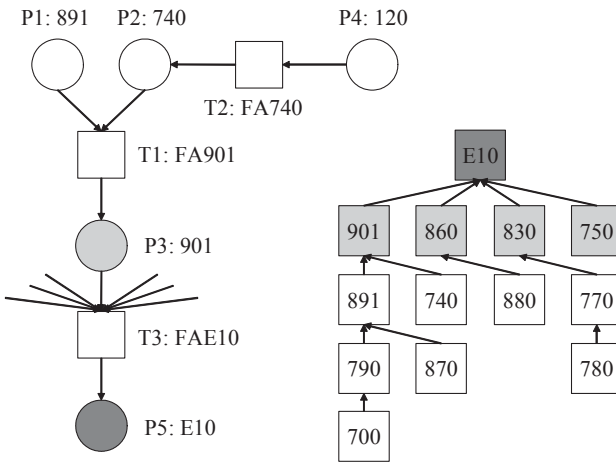 P1: 891 P2: 740 P4: 120
T2: FA740
T1: FA901
P3: 901
T3: FAE10
P5: E10
E10
901 860 830 750
891 740 880 770
790 870 780
700